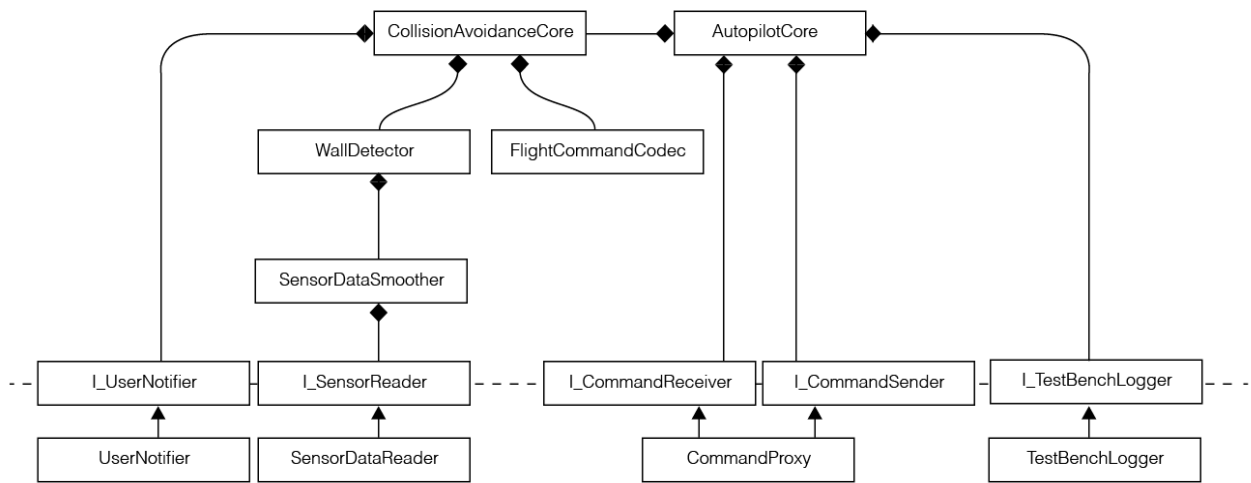 CollisionAvoidanceCore
AutopilotCore
WallDetector
FlightCommandCodec
SensorDataSmoother
I_UserNotifier
I_SensorReader
I_CommandReceiver
I_CommandSender
I_TestBenchLogger
UserNotifier
SensorDataReader
CommandProxy
TestBenchLogger